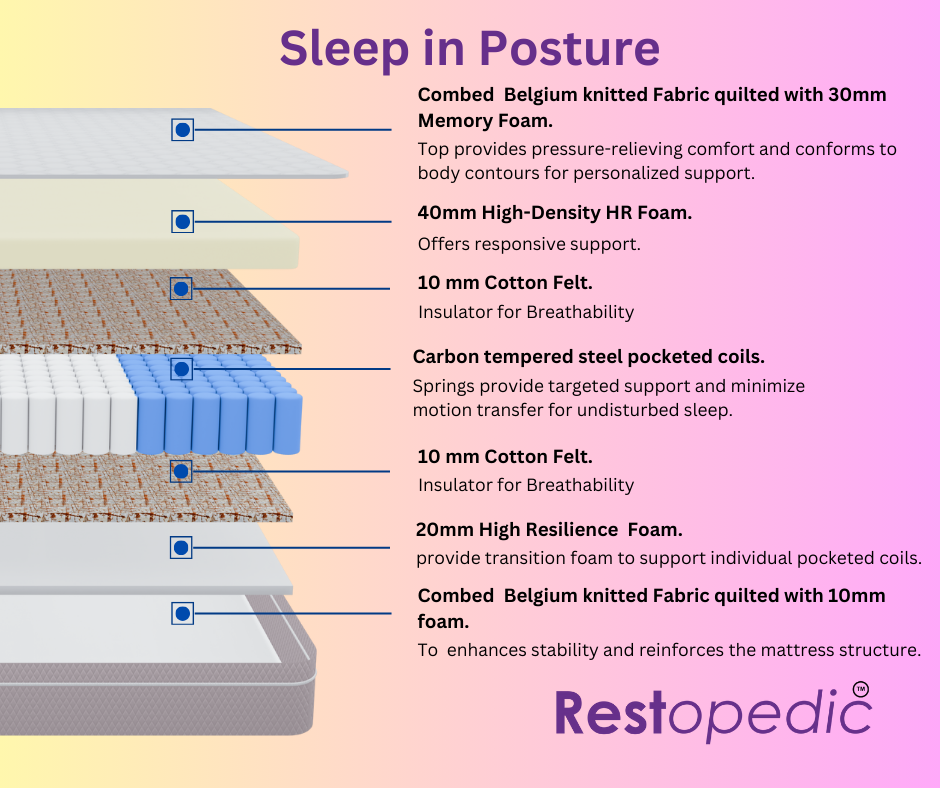 Sleep in Posture
Combed Belgium knitted Fabric quilted with 30mm
Memory Foam.
Top provides pressure-relieving comfort and conforms to
body contours for personalized support.
40mm High-Density HR Foam.
Offers responsive support.
10 mm Cotton Felt.
Insulator for Breathability
Carbon tempered steel pocketed coils.
Springs provide targeted support and minimize
motion transfer for undisturbed sleep.
10 mm Cotton Felt.
Insulator for Breathability
20mm High Resilience Foam.
provide transition foam to support individual pocketed coils.
Combed Belgium knitted Fabric quilted with 10mm
foam.
To enhances stability and reinforces the mattress structure.
Restopedic TM